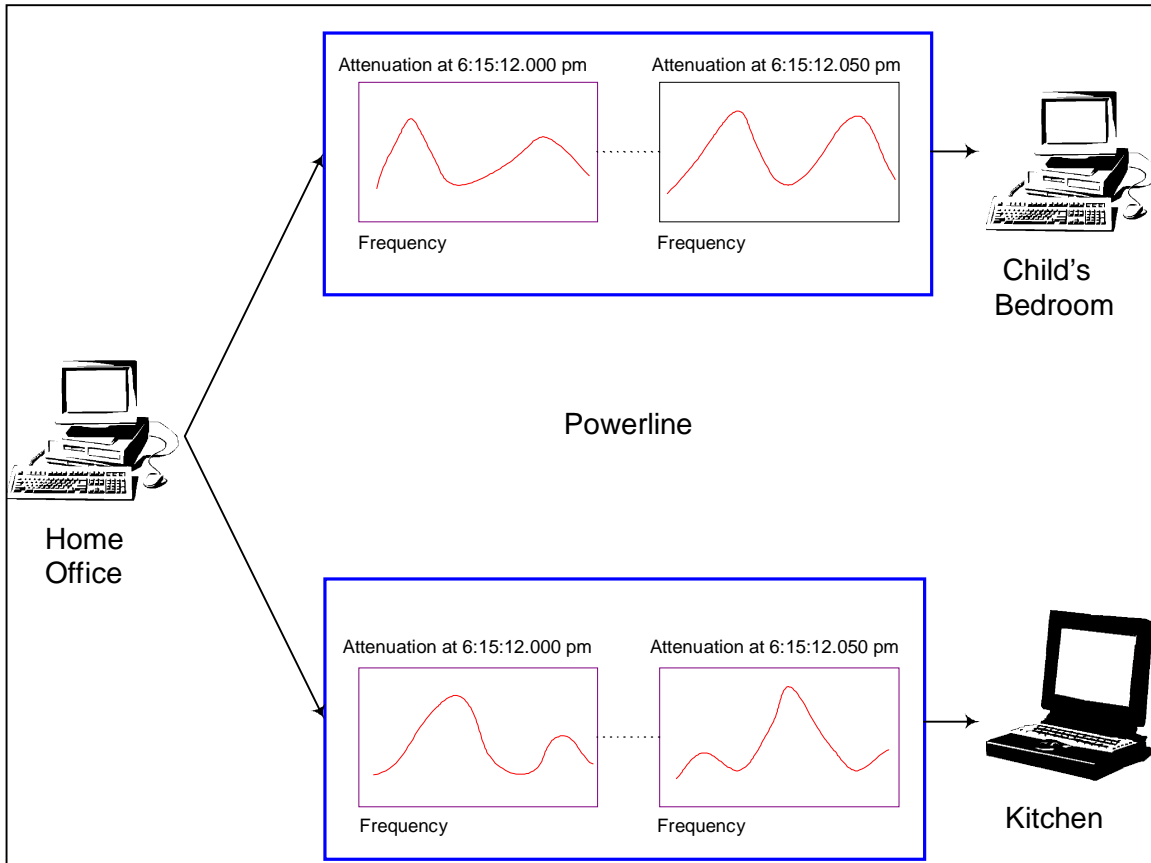 Attenuation at 6:15:12.000 pm
Attenuation at 6:15:12.050 pm
Frequency
Frequency
Child's
Bedroom
Powerline
Home
Office
Attenuation at 6:15:12.000 pm
Attenuation at 6:15:12.050 pm
Frequency
Frequency
Kitchen